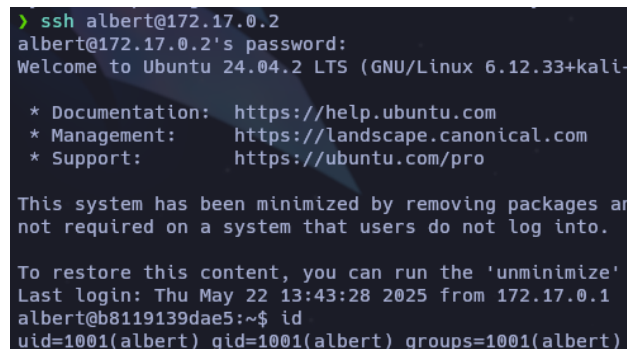 ❯ ssh albert@172.17.0.2
albert@172.17.0.2's password:
Welcome to Ubuntu 24.04.2 LTS (GNU/Linux 6.12.33+kali-
* Documentation:  https://help.ubuntu.com
* Management:     https://landscape.canonical.com
* Support:        https://ubuntu.com/pro
This system has been minimized by removing packages
not required on a system that users do not log into.
To restore this content, you can run the 'unminimize'
Last login: Thu May 22 13:43:28 2025 from 172.17.0.1
albert@b8119139dae5:~$ id
uid=1001(albert) gid=1001(albert) groups=1001(albert)